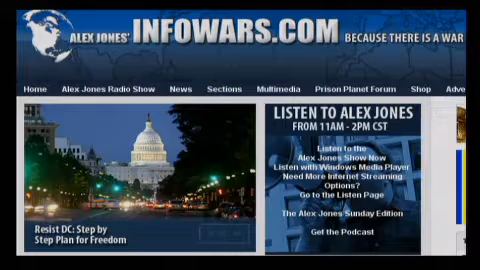 ALEX JONES' INFOWARS.COM BECAUSE THERE IS A WAR
Home Alex Jones Radio Show News Sections Multimedia Prison Planet Forum Shop Adve
LISTEN TO ALEX JONES
FROM 11AM - 2PM CST
Listen to the
Alex Jones Show Now
Listen with Windows Media Player
Need More Internet Streaming
Options?
Go to the Listen Page
The Alex Jones Sunday Edition
Get the Podcast
Resist DC: Step by
Step Plan for Freedom